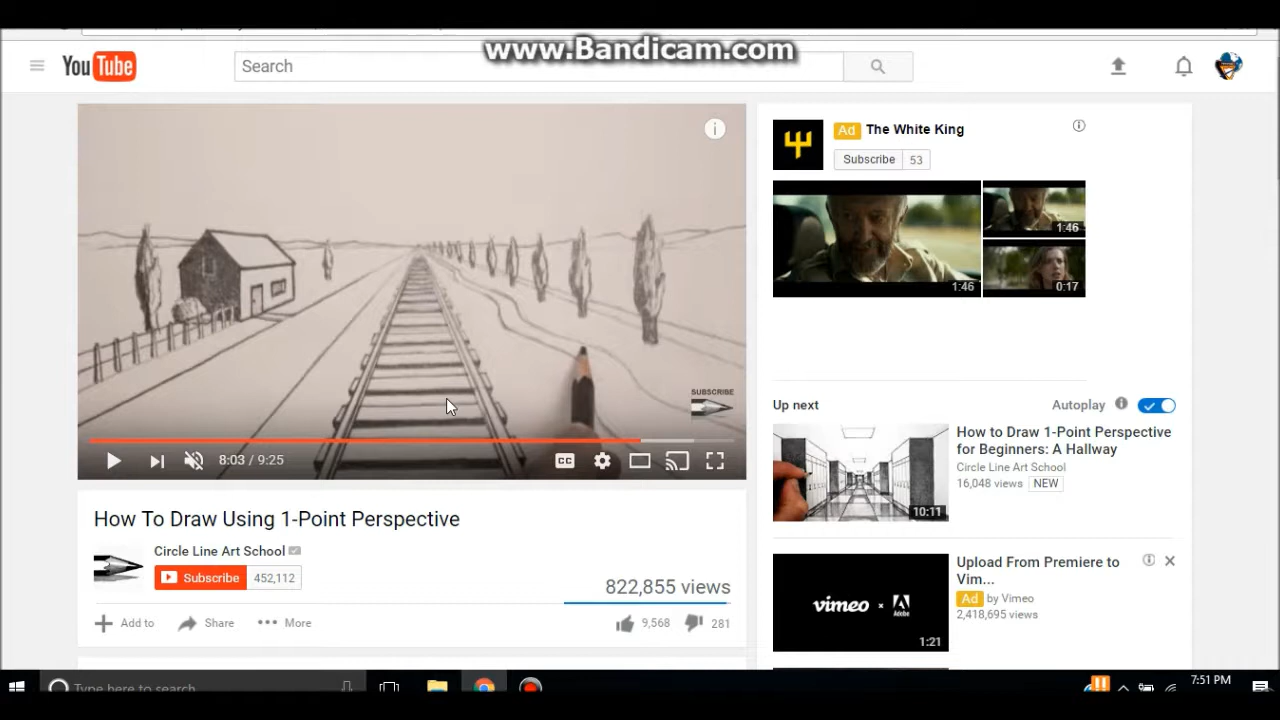 www.Bandicam.com
YouTube
Search
SUBSCRIBE
8:03 / 9:25
CC
How To Draw Using 1-Point Perspective
Circle Line Art School
Subscribe 452,112
822,855 views
Add to Share More
9,568 281
Ad The White King
Subscribe 53
1:46
1:46
0:17
Up next
Autoplay
How to Draw 1-Point Perspective
for Beginners: A Hallway
Circle Line Art School
16,048 views NEW
10:11
Upload From Premiere to
Vim...
Ad by Vimeo
2,418,695 views
vimeo x Adobe
1:21
Type here to search
7:51 PM